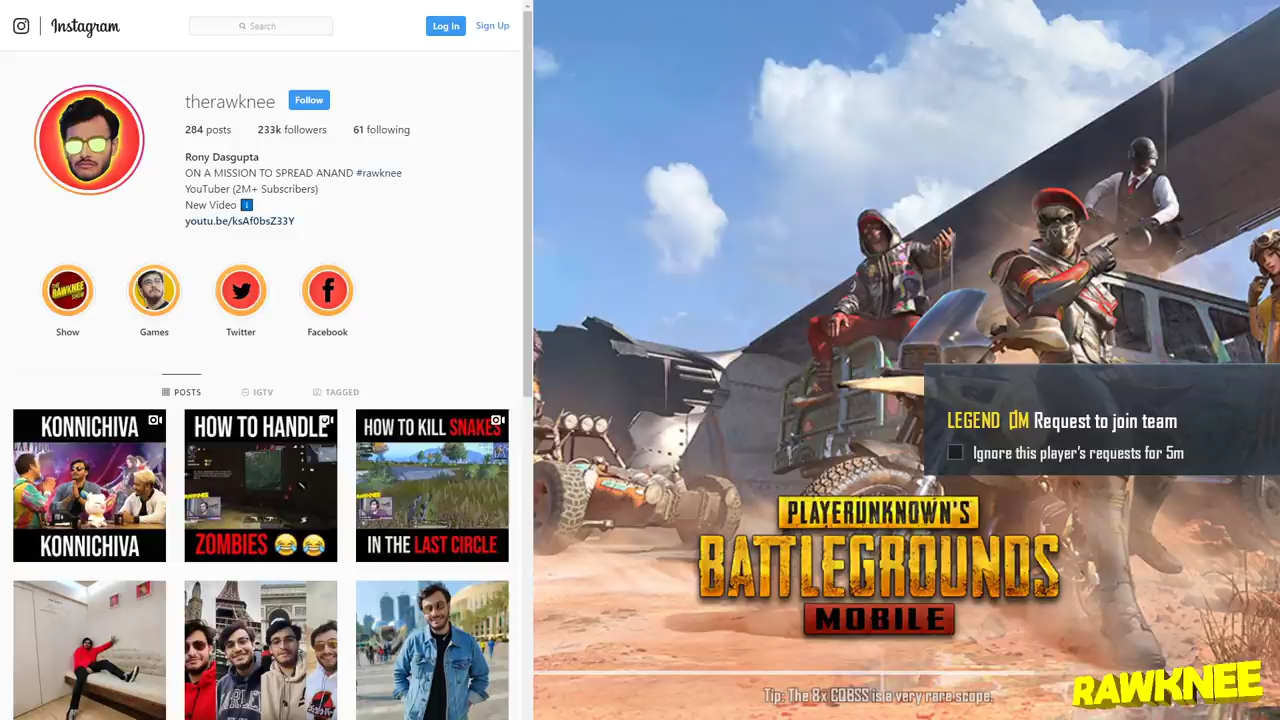 Instagram
Search
Log In
Sign Up
therawknee
Follow
284 posts
233k followers
61 following
Rony Dasgupta
ON A MISSION TO SPREAD ANAND #rawknee
YouTuber (2M+ Subscribers)
New Video
youtu.be/ksAf0bsZ33Y
THE RAWKNEE SHOW
Show
Games
Twitter
Facebook
POSTS
IGTV
TAGGED
KONNICHIVA
KONNICHIVA
HOW TO HANDLE
ZOMBIES 😂😂
HOW TO KILL SNAKES
IN THE LAST CIRCLE
Request to join team
LEGEND
Ignore this player's requests for 5m
PLAYERUNKNOWN'S
BATTLEGROUNDS
MOBILE
Tip: The 8x CQBSS is a very rare scope.
RAWKNEE